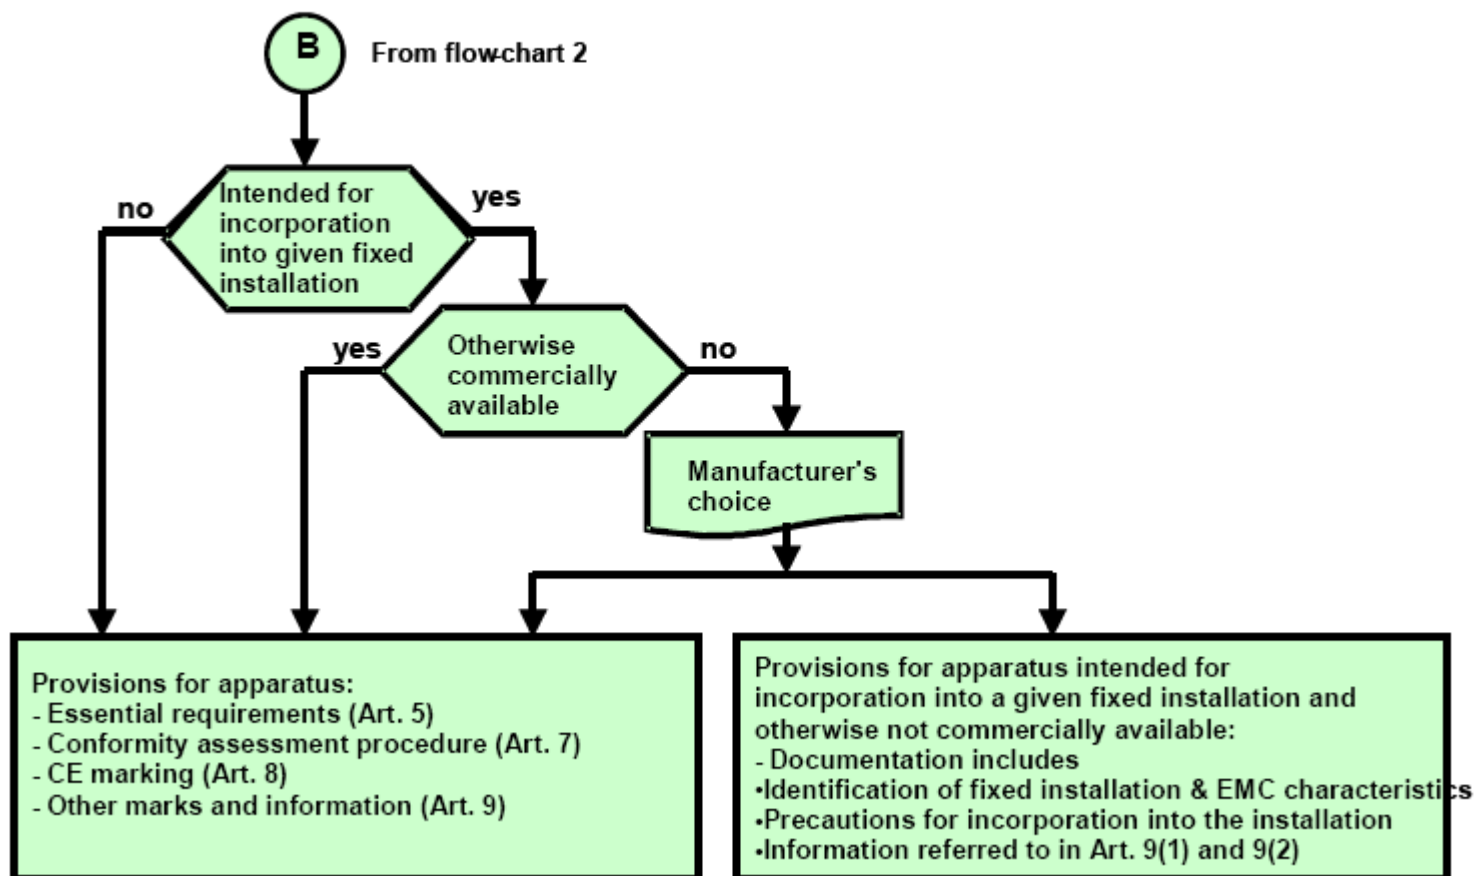 B
From flow-chart 2
no
Intended for
incorporation
into given fixed
installation
yes
yes
Otherwise
commercially
available
no
Manufacturer's
choice
Provisions for apparatus:
- Essential requirements (Art. 5)
- Conformity assessment procedure (Art. 7)
- CE marking (Art. 8)
- Other marks and information (Art. 9)
Provisions for apparatus intended for
incorporation into a given fixed installation and
otherwise not commercially available:
- Documentation includes
•Identification of fixed installation & EMC characteristics
•Precautions for incorporation into the installation
•Information referred to in Art. 9(1) and 9(2)